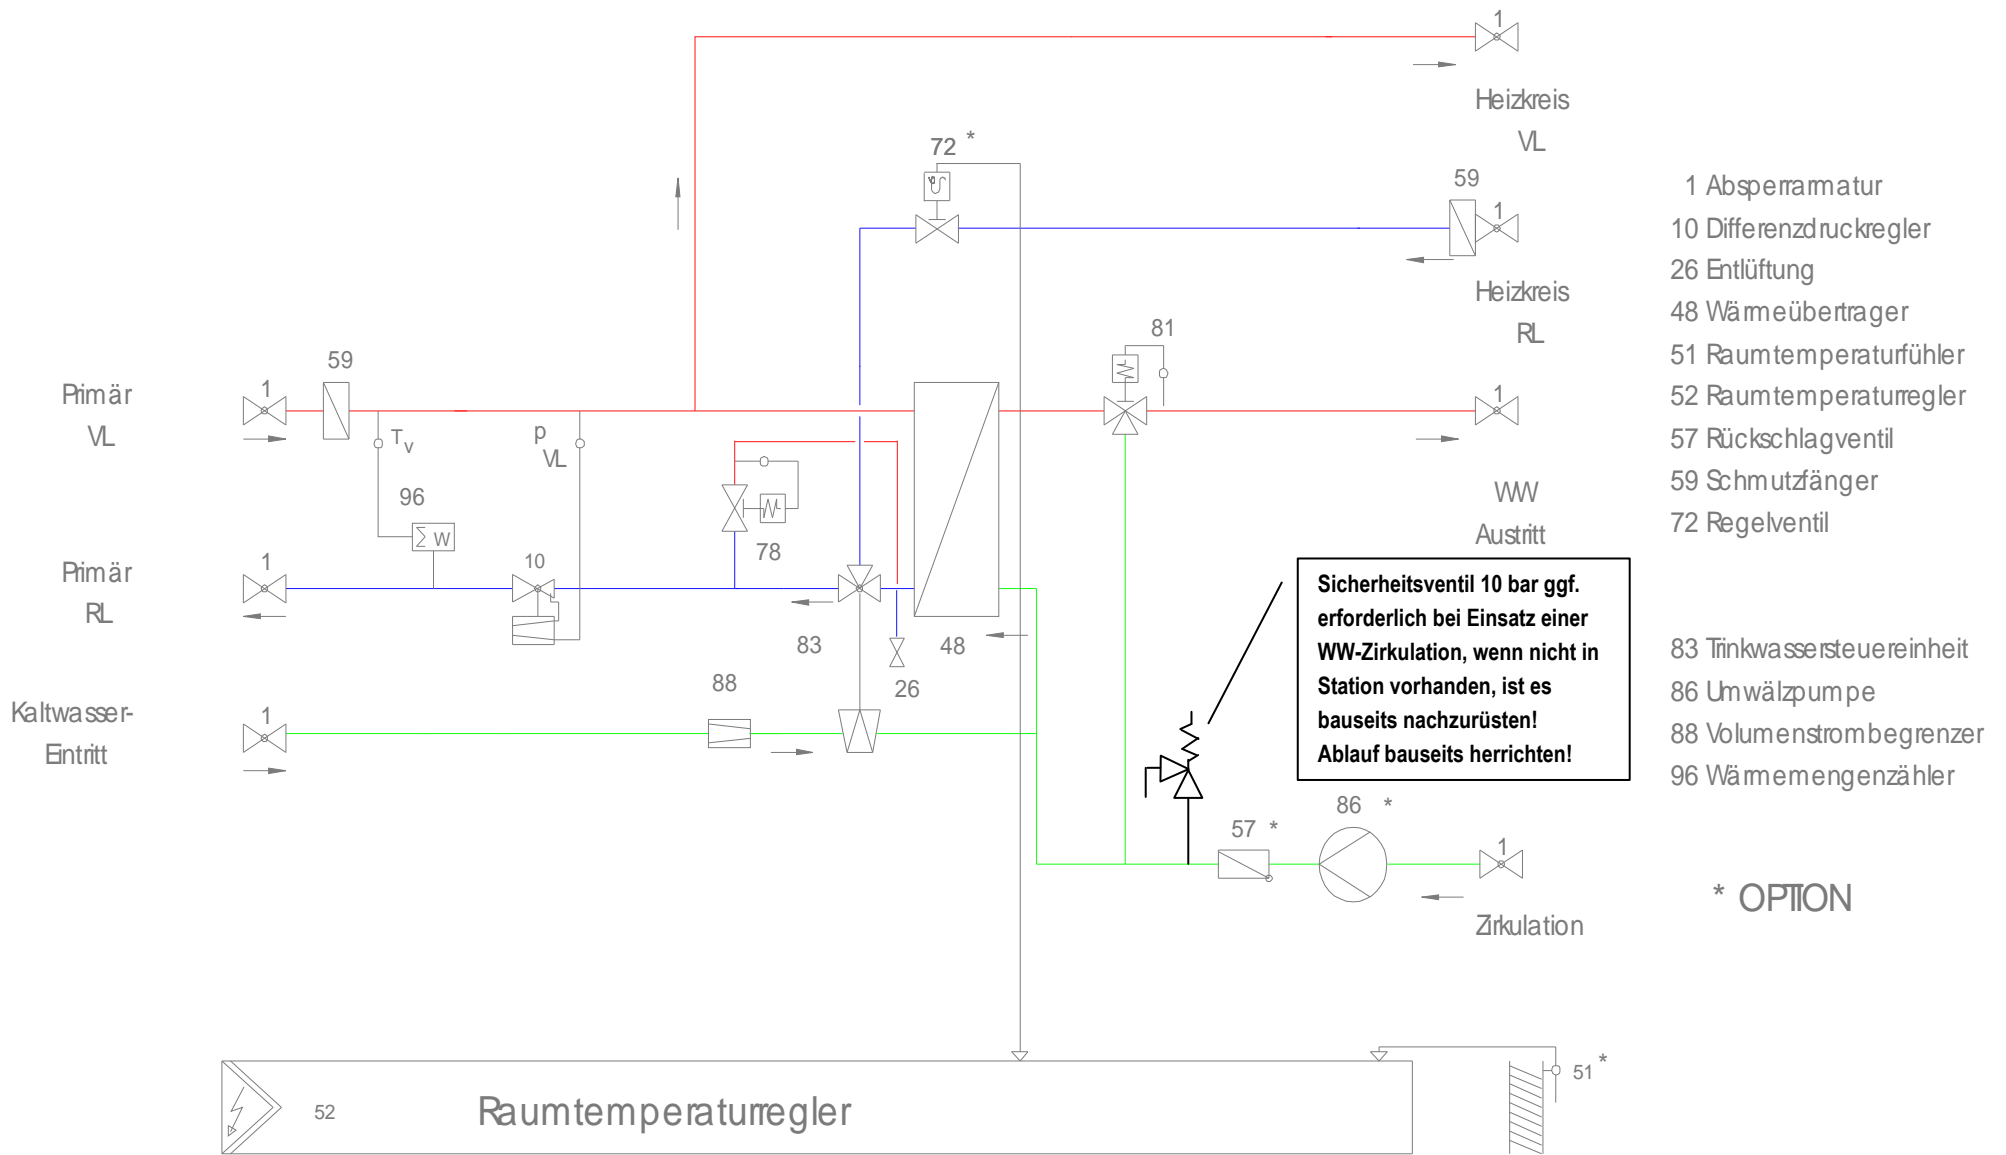 1
Heizkreis
VL
72 *
59
1
Heizkreis
RL
81
Primär
VL
1
59
1
Tv
p
VL
96
Σ W
78
WW
Austritt
Primär
RL
1
10
83
48
26
Sicherheitsventil 10 bar ggf.
erforderlich bei Einsatz einer
WW-Zirkulation, wenn nicht in
Station vorhanden, ist es
bauseits nachzurüsten!
Ablauf bauseits herrichten!
Kaltwasser-
Eintritt
1
88
57 *
86 *
1
Zirkulation
1 Absperrarmatur
10 Differenzdruckregler
26 Entlüftung
48 Wärmeübertrager
51 Raumtemperaturfühler
52 Raumtemperaturregler
57 Rückschlagventil
59 Schmutzfänger
72 Regelventil
83 Trinkwassersteuereinheit
86 Umwälzpumpe
88 Volumenstrombegrenzer
96 Wärmemengenzähler
* OPTION
52
Raumtemperaturregler
51 *